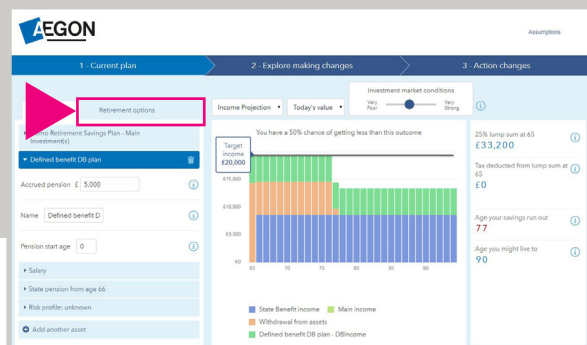 AEGON
Assumptions
1 - Current plan
2 - Explore making changes
3 - Action changes
Retirement options
Retirement Savings Plan - Main
Investment(s)
Defined benefit DB plan
Accrued pension £ 5,000
Name Defined benefit D
Pension start age 0
Salary
State pension from age 66
Risk profile: unknown
Add another asset
Income Projection
Today's value
Investment market conditions
Very
Poor
Very
Strong
You have a 50% chance of getting less than this outcome
Target
income
£20,000
£15,000
£10,000
£5,000
£0
65 70 75 80 85 90
State Benefit income
Main income
Withdrawal from assets
Defined benefit DB plan - DBIncome
25% lump sum at 65
£33,200
Tax deducted from lump sum at
65
£0
Age your savings run out
77
Age you might live to
90